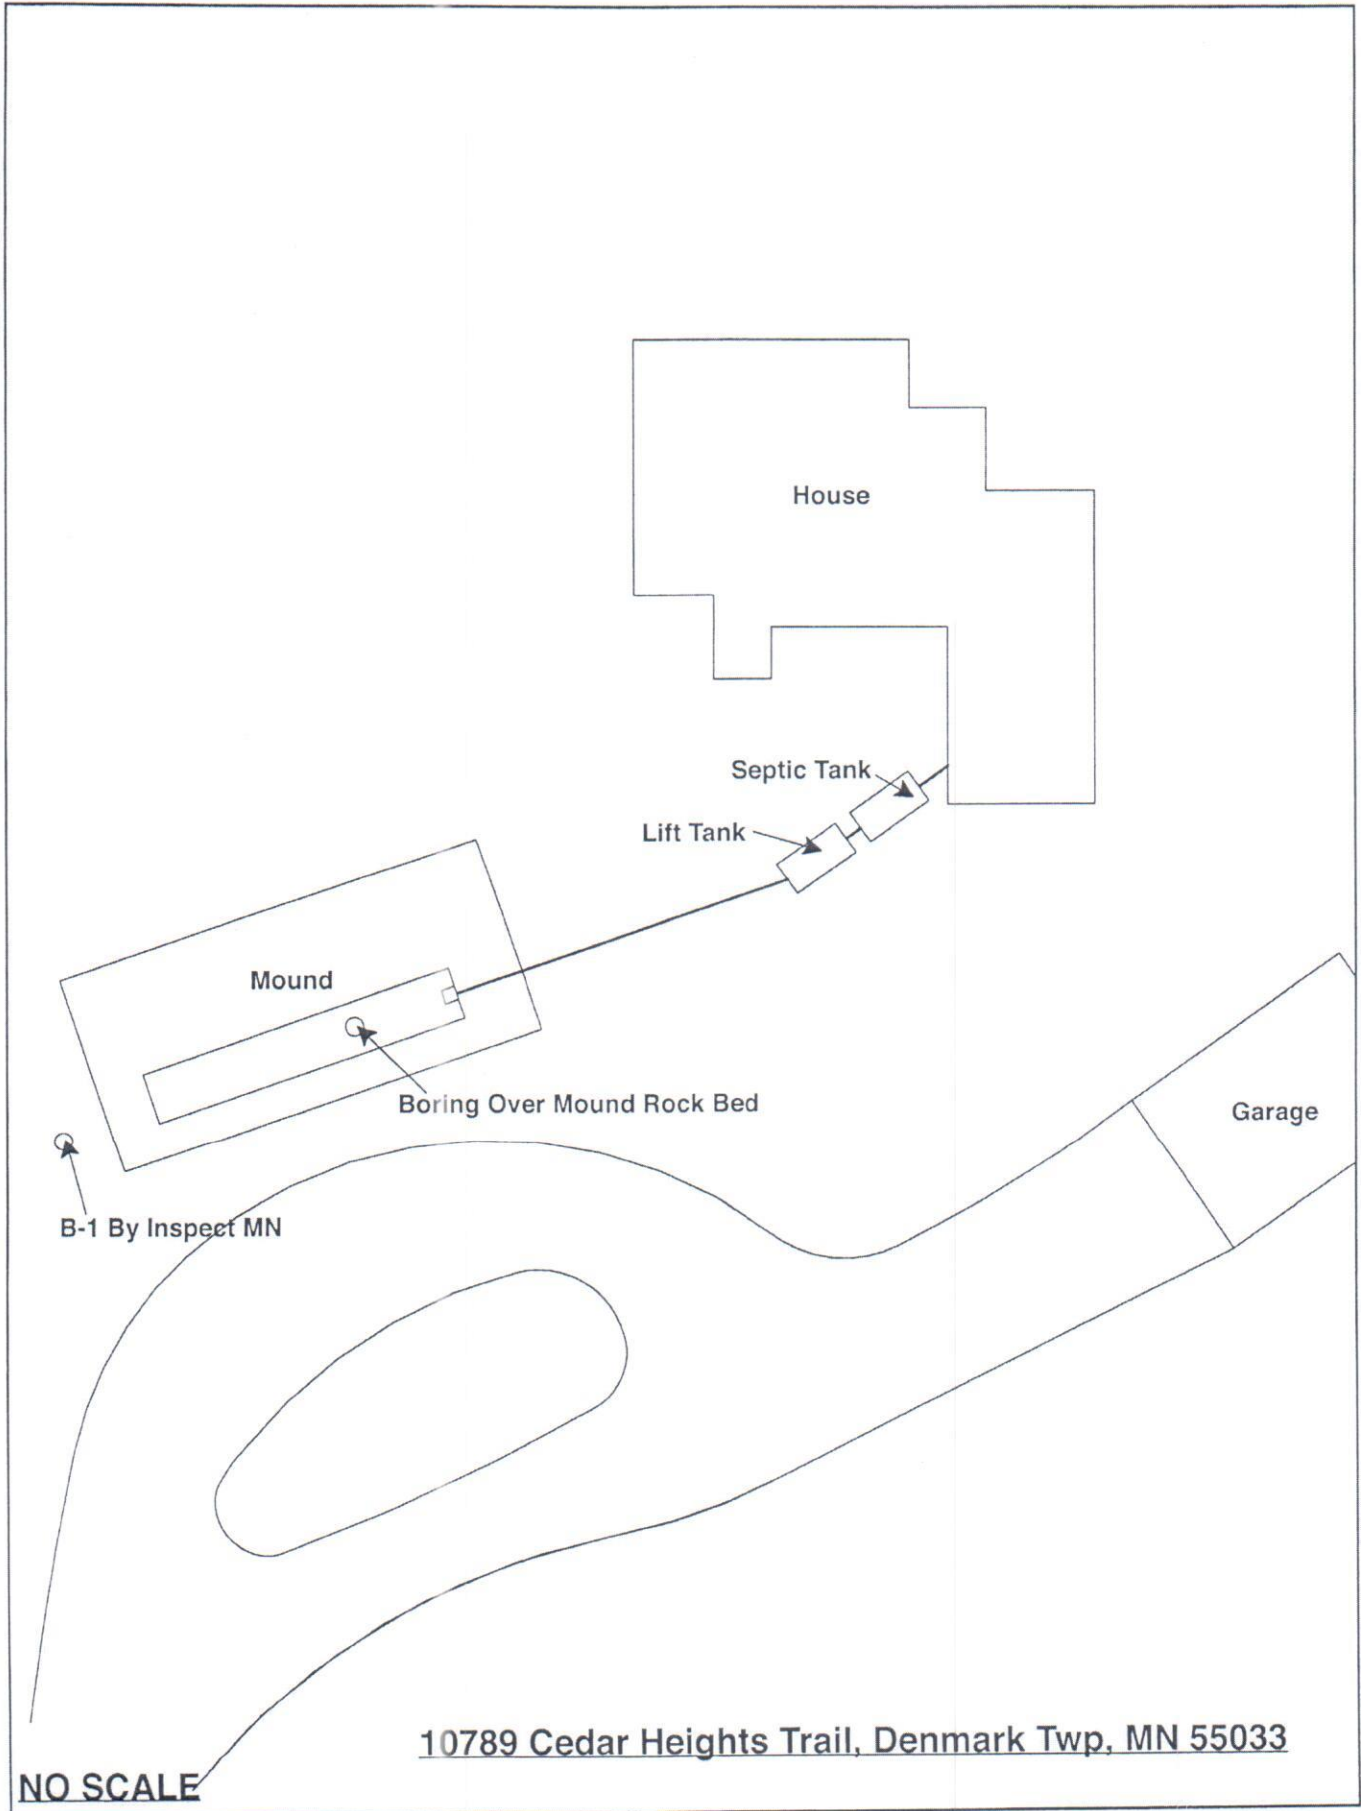 House
Septic Tank
Lift Tank
Mound
Boring Over Mound Rock Bed
Garage
B-1 By Inspect MN
10789 Cedar Heights Trail, Denmark Twp, MN 55033
NO SCALE